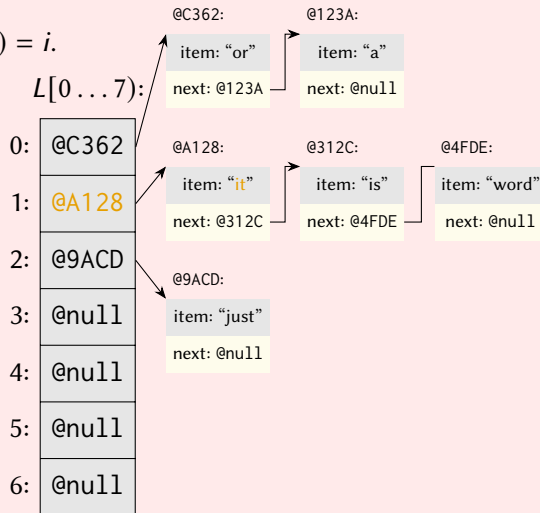 ) = i.
L[0 . . . 7):
0: @C362
1: @A128
2: @9ACD
3: @null
4: @null
5: @null
6: @null
@C362:
item: “or”
next: @123A
@123A:
item: “a”
next: @null
@A128:
item: “it”
next: @312C
@312C:
item: “is”
next: @4FDE
@4FDE:
item: “word”
next: @null
@9ACD:
item: “just”
next: @null